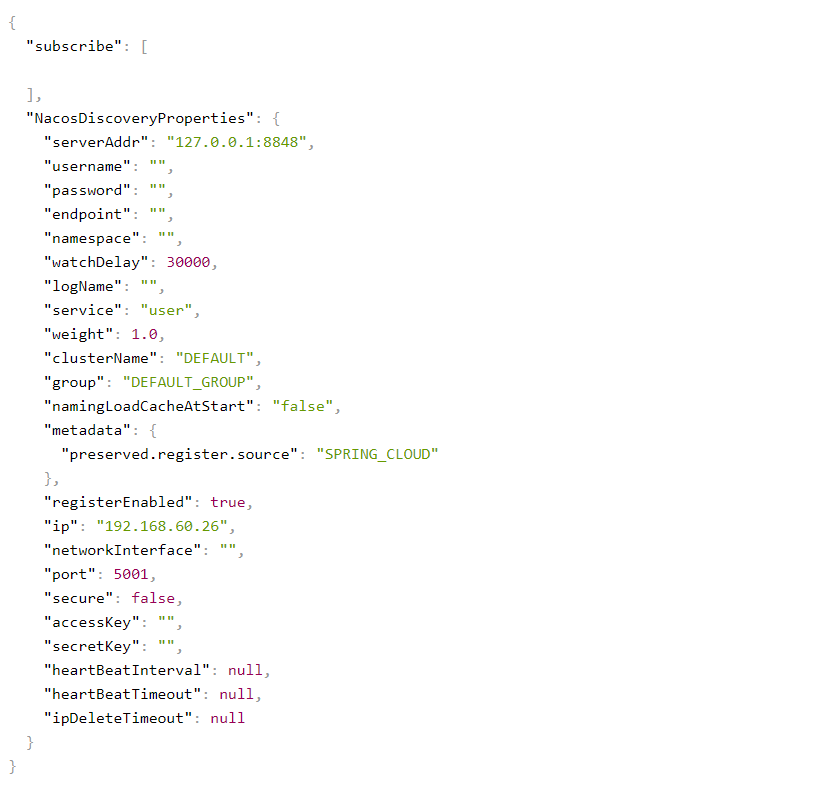 {
  "subscribe": [

  ],
  "NacosDiscoveryProperties": {
    "serverAddr": "127.0.0.1:8848",
    "username": "",
    "password": "",
    "endpoint": "",
    "namespace": "",
    "watchDelay": 30000,
    "logName": "",
    "service": "user",
    "weight": 1.0,
    "clusterName": "DEFAULT",
    "group": "DEFAULT_GROUP",
    "namingLoadCacheAtStart": "false",
    "metadata": {
      "preserved.register.source": "SPRING_CLOUD"
    },
    "registerEnabled": true,
    "ip": "192.168.60.26",
    "networkInterface": "",
    "port": 5001,
    "secure": false,
    "accessKey": "",
    "secretKey": "",
    "heartBeatInterval": null,
    "heartBeatTimeout": null,
    "ipDeleteTimeout": null
  }
}